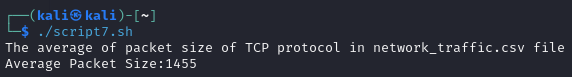 ┌──(kali㉿kali)-[~]
└─$ ./script7.sh
The average of packet size of TCP protocol in network_traffic.csv file
Average Packet Size:1455